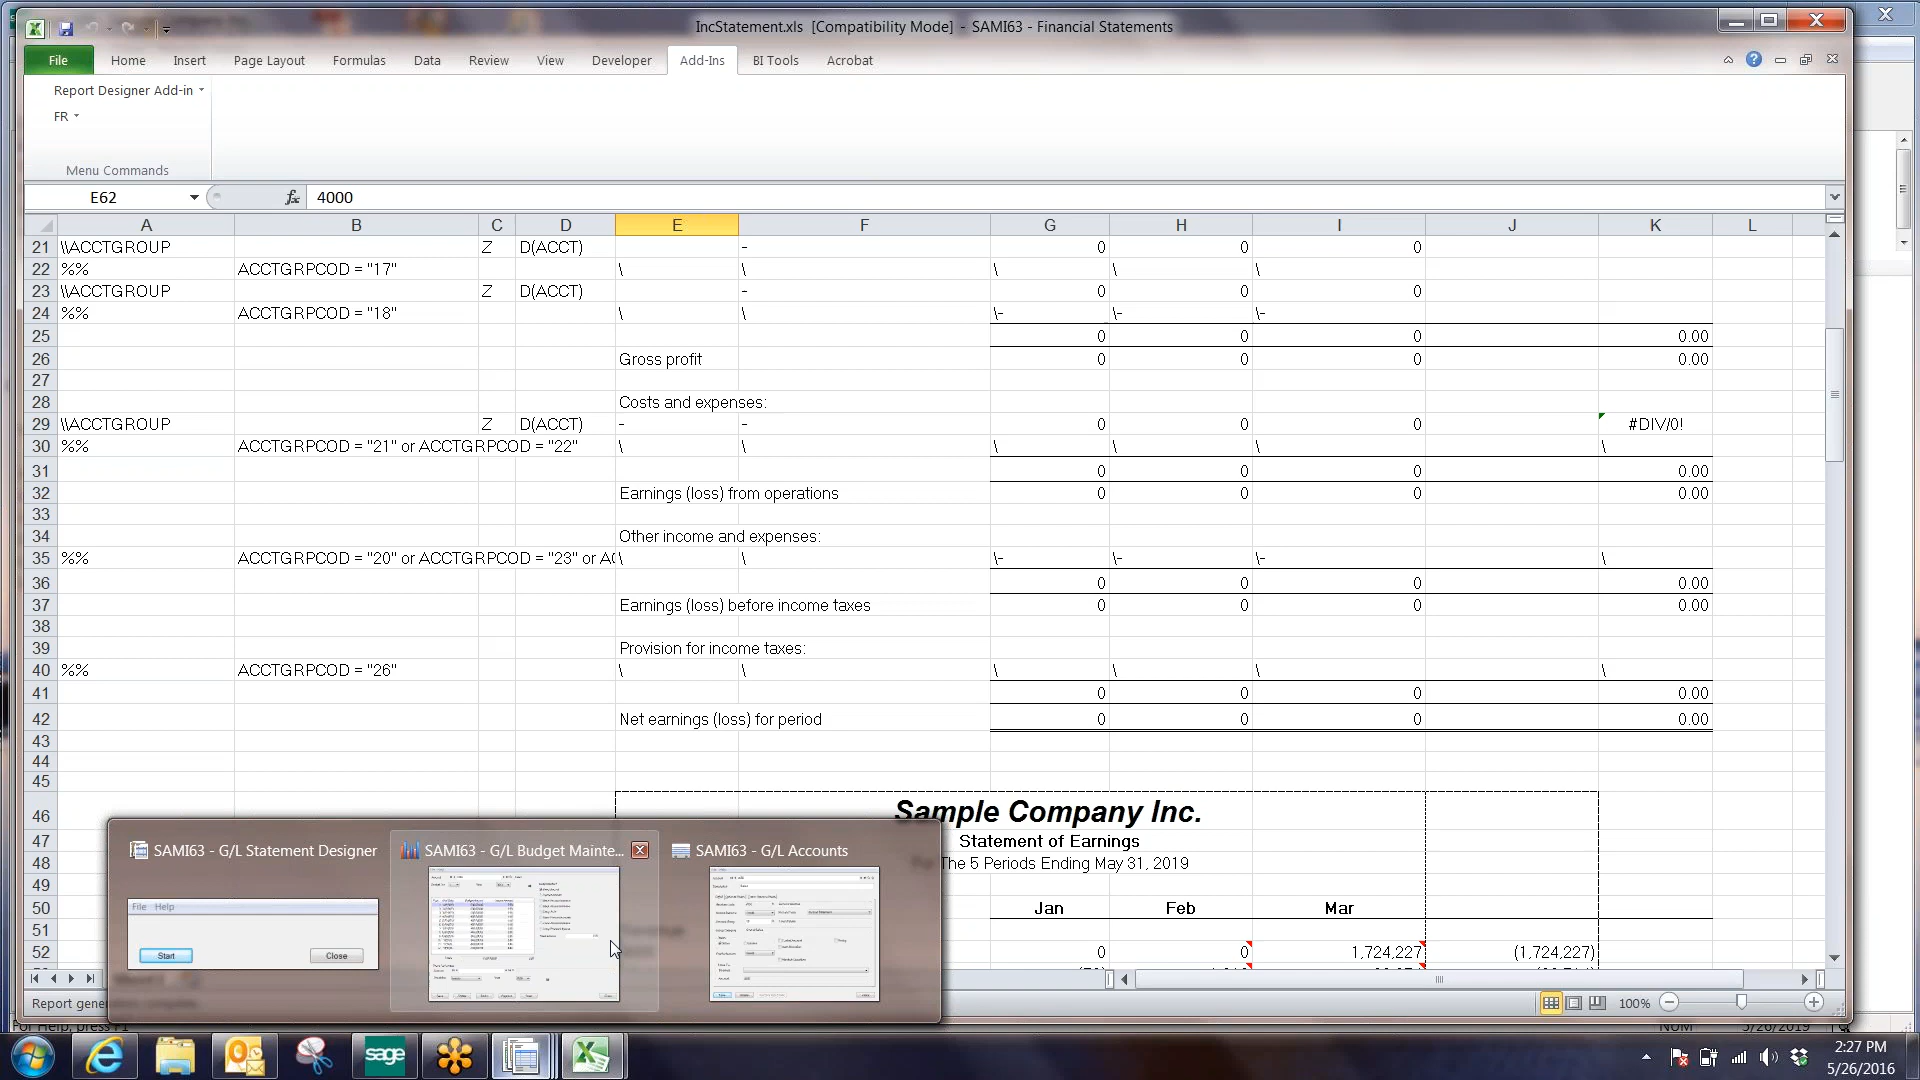 IncStatement.xls [Compatibility Mode] - SAMI63 - Financial Statements
File Home Insert Page Layout Formulas Data Review View Developer Add-Ins BI Tools Acrobat
Report Designer Add-in
FR
Menu Commands
E62 fx 4000
A B C D E F G H I J K L
21 \\ACCTGROUP Z D(ACCT) - 0 0 0
22 %% ACCTGRPCOD = "17" \ \ \ \ \
23 \\ACCTGROUP Z D(ACCT) - 0 0 0
24 %% ACCTGRPCOD = "18" \ \ \- \- \-
25 0 0 0 0.00
26 Gross profit 0 0 0 0.00
27
28 Costs and expenses:
29 \\ACCTGROUP Z D(ACCT) - - 0 0 0 #DIV/0!
30 %% ACCTGRPCOD = "21" or ACCTGRPCOD = "22" \ \ \ \ \ \
31 0 0 0 0.00
32 Earnings (loss) from operations 0 0 0 0.00
33
34 Other income and expenses:
35 %% ACCTGRPCOD = "20" or ACCTGRPCOD = "23" or A(\ \ \- \- \- \
36 0 0 0 0.00
37 Earnings (loss) before income taxes 0 0 0 0.00
38
39 Provision for income taxes:
40 %% ACCTGRPCOD = "26" \ \ \ \ \ \
41 0 0 0 0.00
42 Net earnings (loss) for period 0 0 0 0.00
43
44
45
46 Sample Company Inc.
47 Statement of Earnings
48 The 5 Periods Ending May 31, 2019
49
50 Jan Feb Mar
51
52 0 0 1,724,227 (1,724,227)
SAMI63 - G/L Statement Designer SAMI63 - G/L Budget Mainte... SAMI63 - G/L Accounts
File Help
Start Close
Report gene
100%
For Help, press F1 NUM 5/26/2019
sage
2:27 PM
5/26/2016